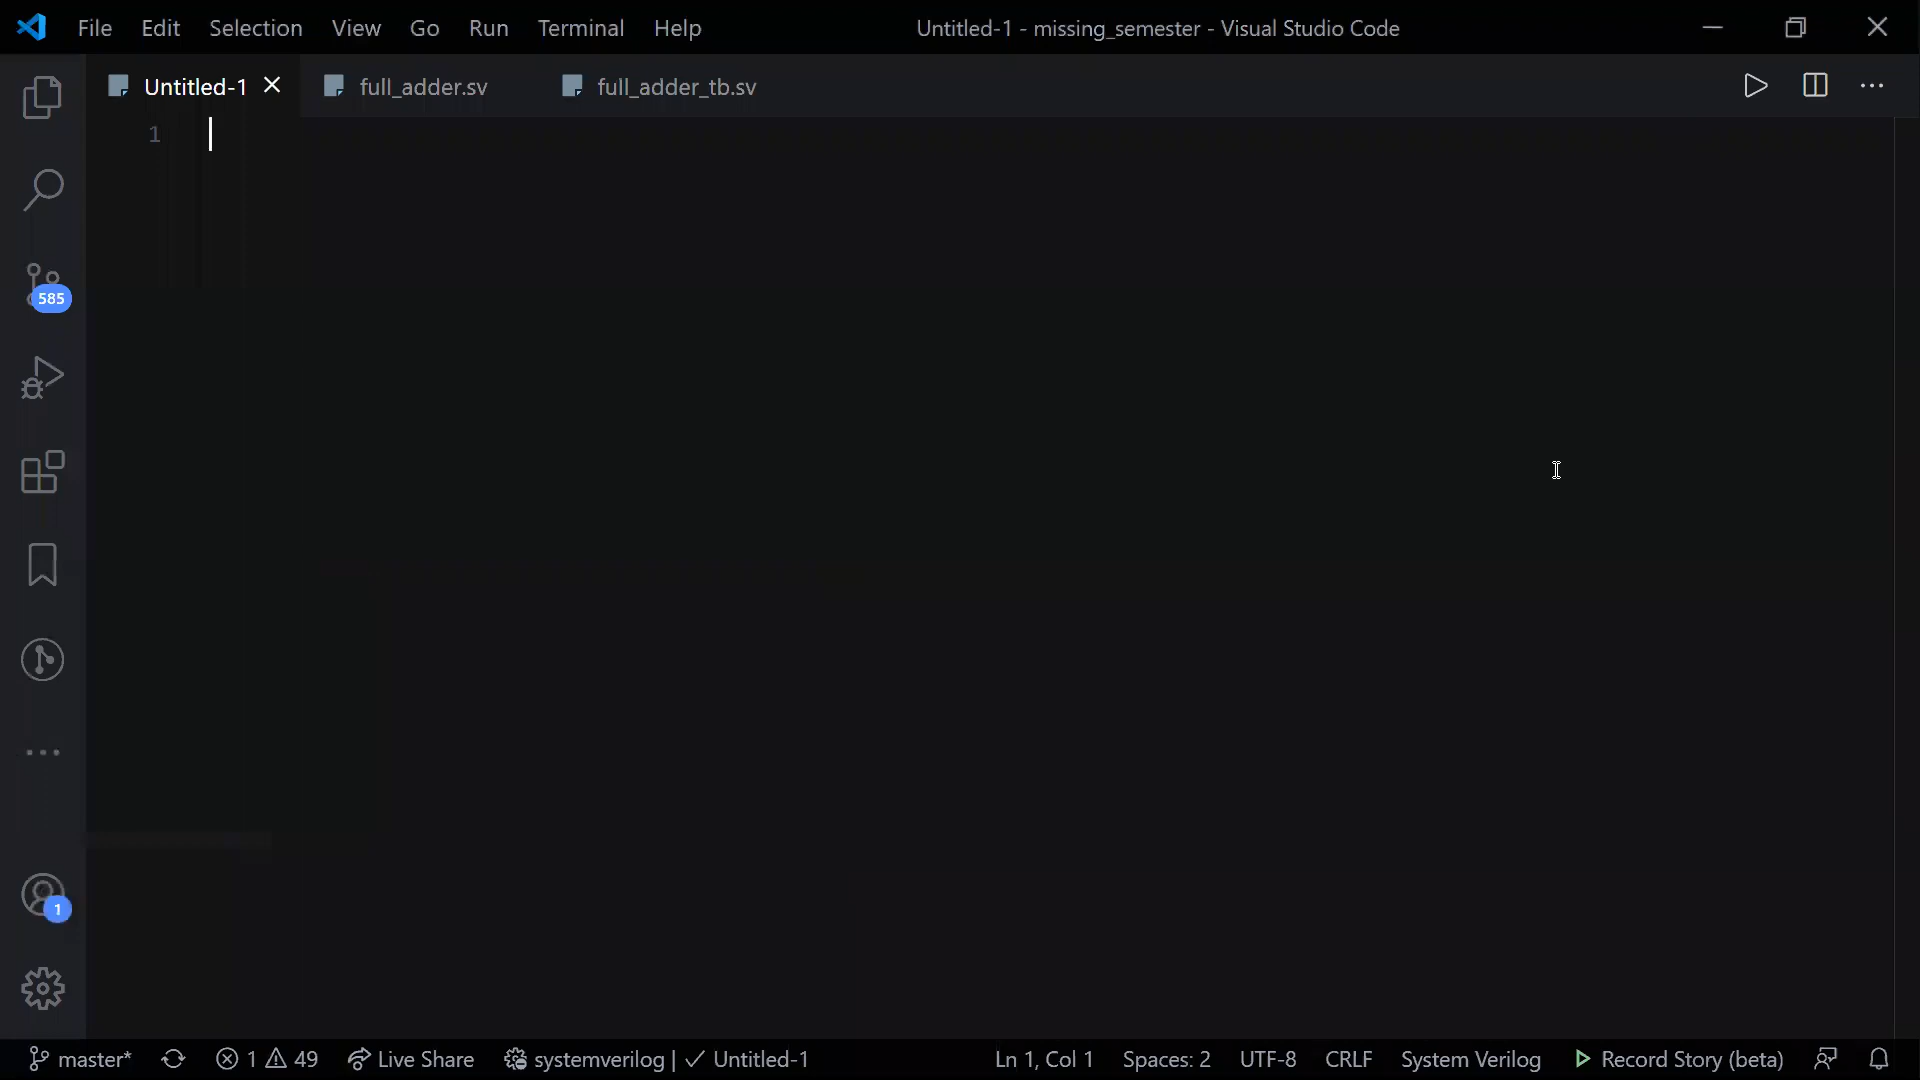 File Edit Selection View Go Run Terminal Help Untitled-1 - missing_semester - Visual Studio Code
Untitled-1 full_adder.sv full_adder_tb.sv
1
585
1
master* 1 49 Live Share systemverilog | ✓ Untitled-1 Ln 1, Col 1 Spaces: 2 UTF-8 CRLF System Verilog Record Story (beta)